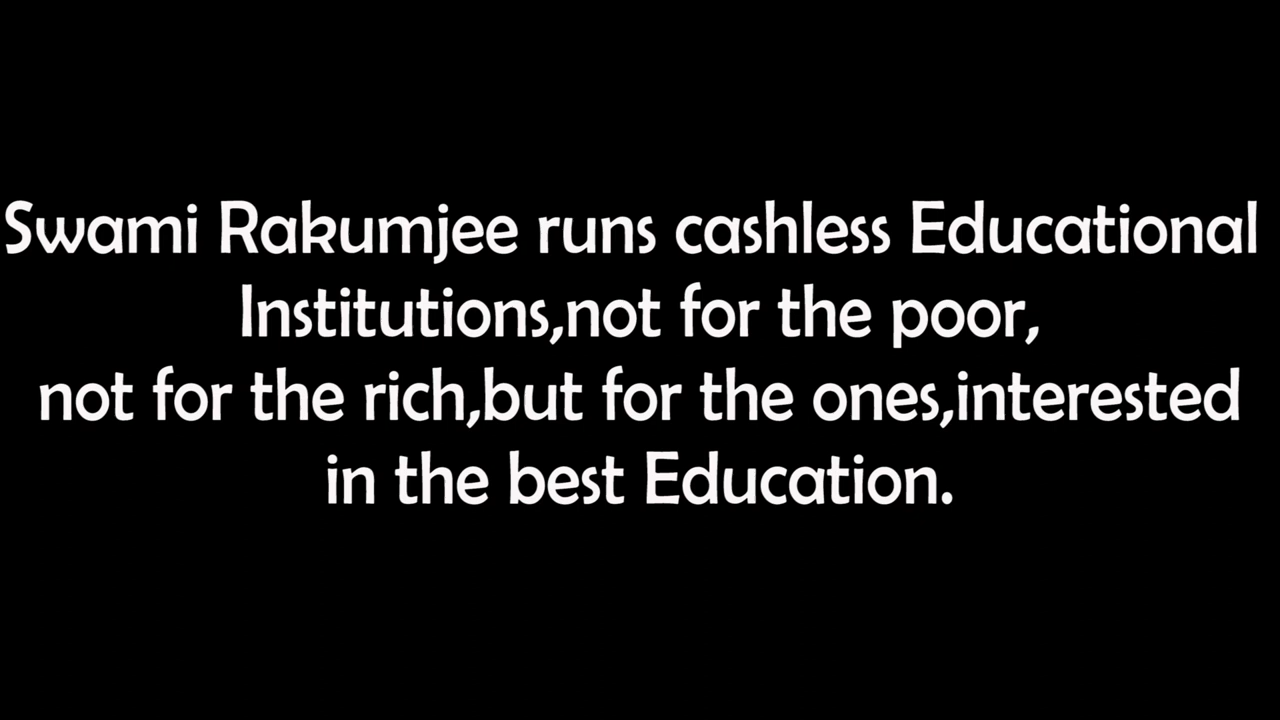 Swami Rakumjee runs cashless Educational
Institutions,not for the poor,
not for the rich,but for the ones,interested
in the best Education.